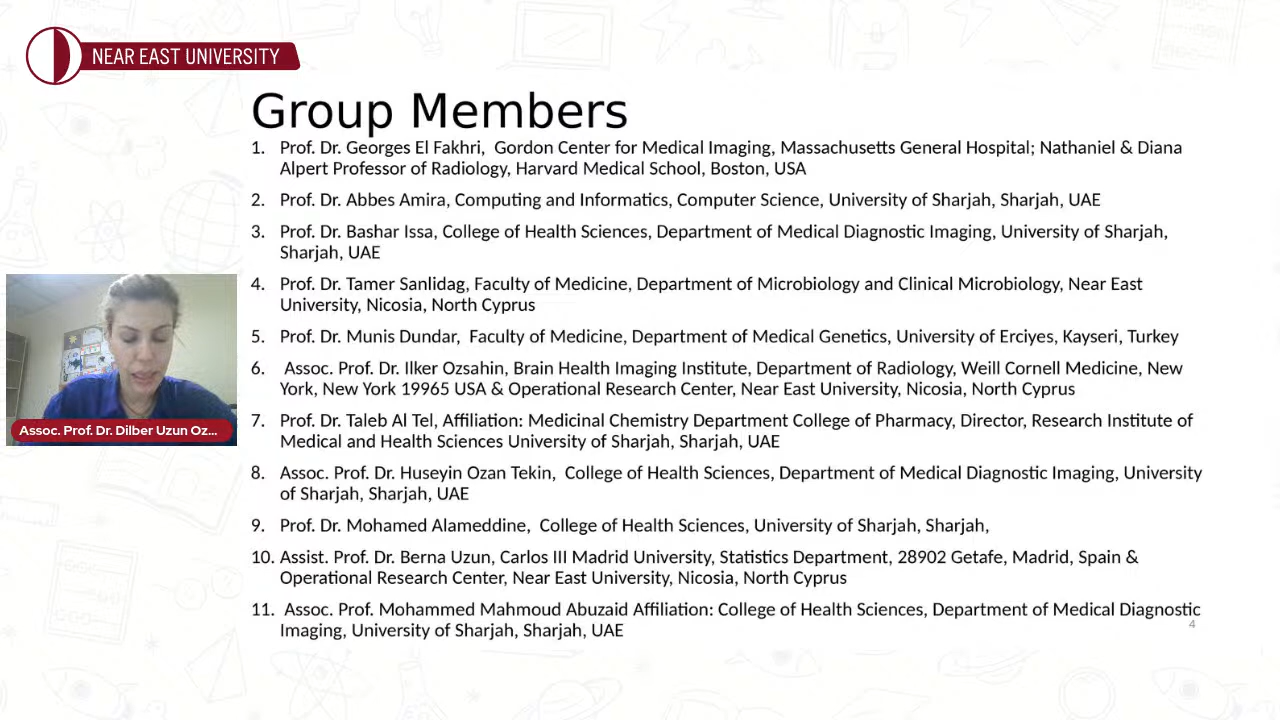 NEAR EAST UNIVERSITY
Group Members
1. Prof. Dr. Georges El Fakhri, Gordon Center for Medical Imaging, Massachusetts General Hospital; Nathaniel & Diana
Alpert Professor of Radiology, Harvard Medical School, Boston, USA
2. Prof. Dr. Abbes Amira, Computing and Informatics, Computer Science, University of Sharjah, Sharjah, UAE
3. Prof. Dr. Bashar Issa, College of Health Sciences, Department of Medical Diagnostic Imaging, University of Sharjah,
Sharjah, UAE
4. Prof. Dr. Tamer Sanlidag, Faculty of Medicine, Department of Microbiology and Clinical Microbiology, Near East
University, Nicosia, North Cyprus
5. Prof. Dr. Munis Dundar, Faculty of Medicine, Department of Medical Genetics, University of Erciyes, Kayseri, Turkey
6. Assoc. Prof. Dr. Ilker Ozsahin, Brain Health Imaging Institute, Department of Radiology, Weill Cornell Medicine, New
York, New York 19965 USA & Operational Research Center, Near East University, Nicosia, North Cyprus
7. Prof. Dr. Taleb Al Tel, Affiliation: Medicinal Chemistry Department College of Pharmacy, Director, Research Institute of
Medical and Health Sciences University of Sharjah, Sharjah, UAE
8. Assoc. Prof. Dr. Huseyin Ozan Tekin, College of Health Sciences, Department of Medical Diagnostic Imaging, University
of Sharjah, Sharjah, UAE
9. Prof. Dr. Mohamed Alameddine, College of Health Sciences, University of Sharjah, Sharjah,
10. Assist. Prof. Dr. Berna Uzun, Carlos III Madrid University, Statistics Department, 28902 Getafe, Madrid, Spain &
Operational Research Center, Near East University, Nicosia, North Cyprus
11. Assoc. Prof. Mohammed Mahmoud Abuzaid Affiliation: College of Health Sciences, Department of Medical Diagnostic
Imaging, University of Sharjah, Sharjah, UAE
4
Assoc. Prof. Dr. Dilber Uzun Oz...